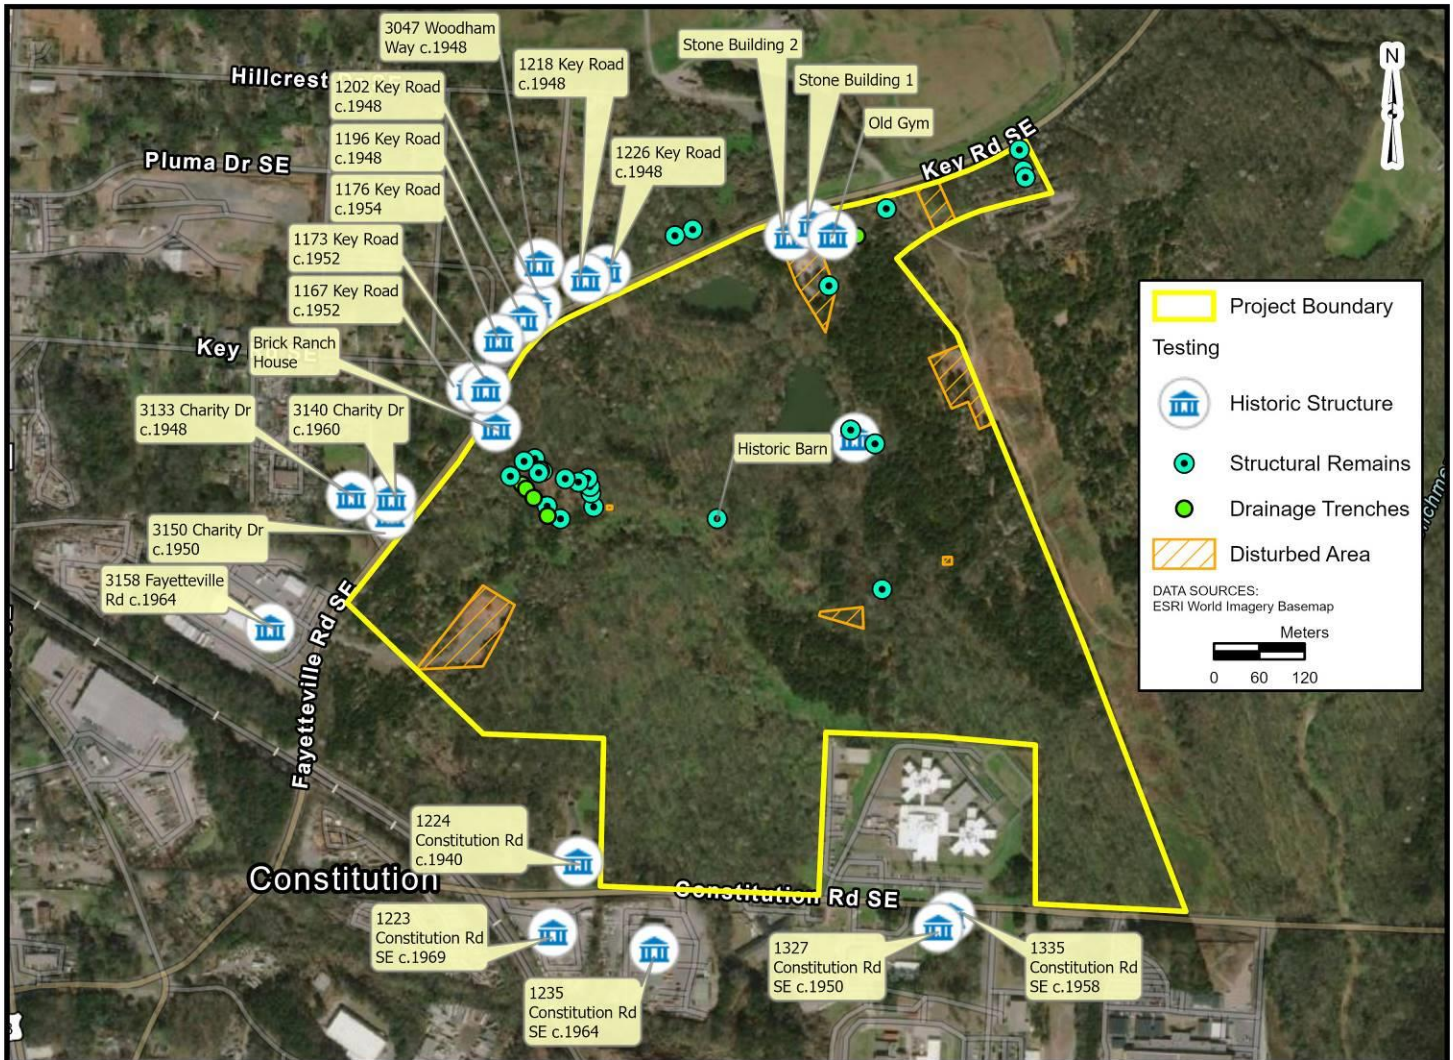 3047 Woodham
Way c.1948
Hillcrest
1218 Key Road
c.1948
Stone Building 2
Stone Building 1
Old Gym
N
1202 Key Road
c.1948
1196 Key Road
c.1948
Pluma Dr SE
1226 Key Road
c.1948
Key Rd SE
1176 Key Road
c.1954
1173 Key Road
c.1952
1167 Key Road
c.1952
Key
Brick Ranch
House
3133 Charity Dr
c.1948
3140 Charity Dr
c.1960
Historic Barn
3150 Charity Dr
c.1950
3158 Fayetteville
Rd c.1964
Fayetteville Rd SE
1224
Constitution Rd
c.1940
Constitution
Constitution Rd SE
1223
Constitution Rd
SE c.1969
1235
Constitution Rd
SE c.1964
1327
Constitution Rd
SE c.1950
1335
Constitution Rd
SE c.1958
Project Boundary
Testing
Historic Structure
Structural Remains
Drainage Trenches
Disturbed Area
DATA SOURCES:
ESRI World Imagery Basemap
Meters
0 60 120